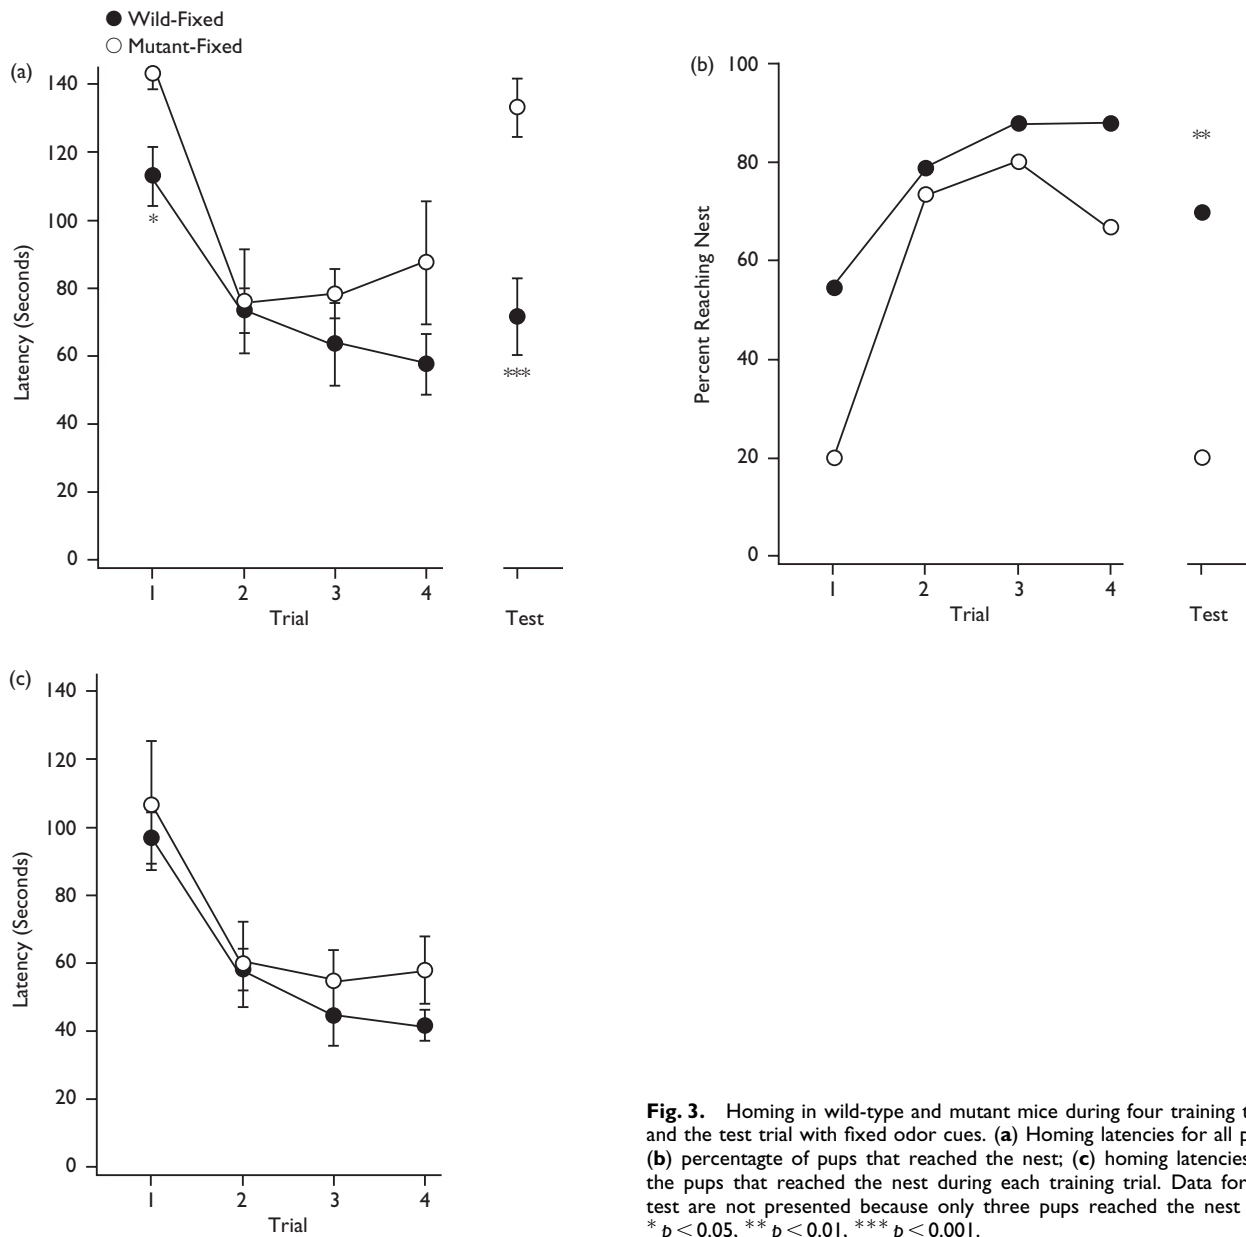 Wild-Fixed
Mutant-Fixed
(a)
140
120
100
80
60
40
20
0
Latency (Seconds)
*
***
1 2 3 4
Trial
Test
(b)
100
80
60
40
20
0
Percent Reaching Nest
**
1 2 3 4
Trial
Test
(c)
140
120
100
80
60
40
20
0
Latency (Seconds)
1 2 3 4
Trial
Fig. 3. Homing in wild-type and mutant mice during four training
and the test trial with fixed odor cues. (a) Homing latencies for all
(b) percentagte of pups that reached the nest; (c) homing latencies
the pups that reached the nest during each training trial. Data for
test are not presented because only three pups reached the nest
* p < 0.05, ** p < 0.01, *** p < 0.001.